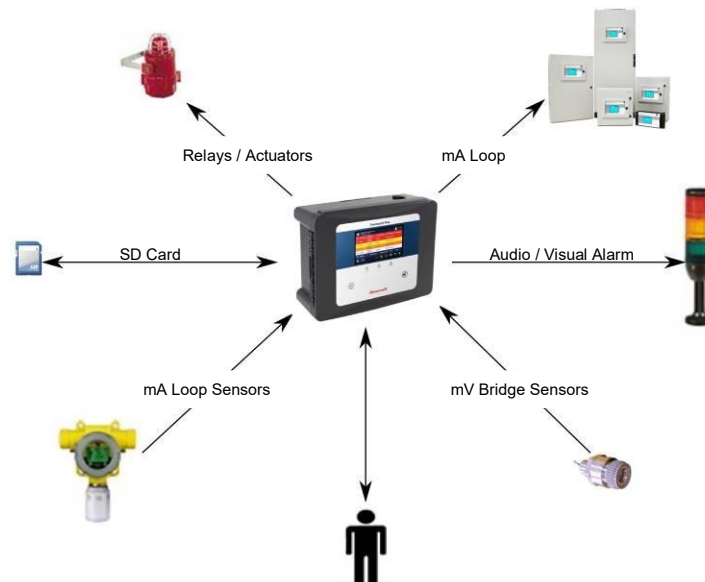 Relays / Actuators
mA Loop
SD Card
Audio / Visual Alarm
Honeywell
mA Loop Sensors
mV Bridge Sensors